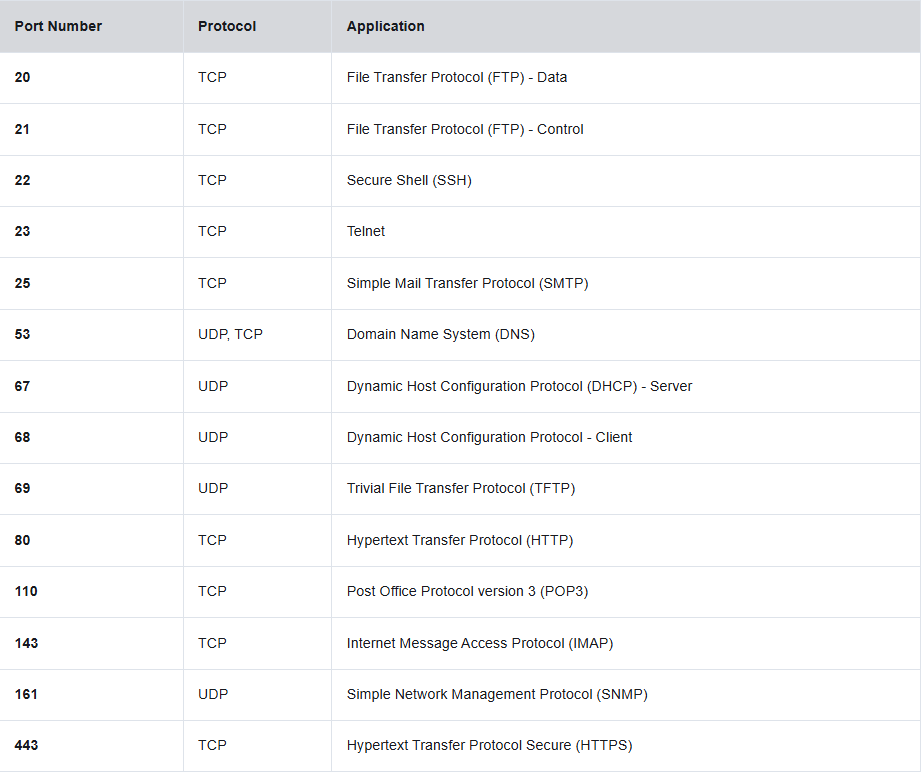 Port Number Protocol Application
20 TCP File Transfer Protocol (FTP) - Data
21 TCP File Transfer Protocol (FTP) - Control
22 TCP Secure Shell (SSH)
23 TCP Telnet
25 TCP Simple Mail Transfer Protocol (SMTP)
53 UDP, TCP Domain Name System (DNS)
67 UDP Dynamic Host Configuration Protocol (DHCP) - Server
68 UDP Dynamic Host Configuration Protocol - Client
69 UDP Trivial File Transfer Protocol (TFTP)
80 TCP Hypertext Transfer Protocol (HTTP)
110 TCP Post Office Protocol version 3 (POP3)
143 TCP Internet Message Access Protocol (IMAP)
161 UDP Simple Network Management Protocol (SNMP)
443 TCP Hypertext Transfer Protocol Secure (HTTPS)